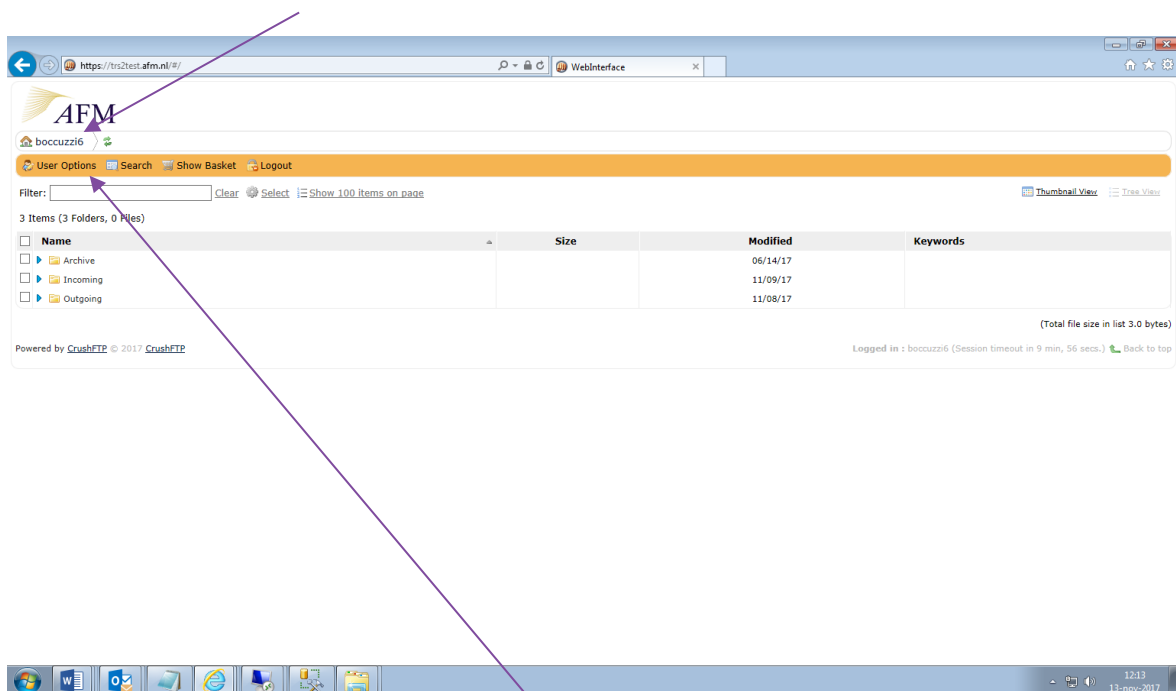 https://trs2test.afm.nl/#/
WebInterface
AFM
boccuzzi6
User Options Search Show Basket Logout
Filter: Clear Select Show 100 items on page Thumbnail View Tree View
3 Items (3 Folders, 0 Files)
Name Size Modified Keywords
Archive 06/14/17
Incoming 11/09/17
Outgoing 11/08/17
(Total file size in list 3.0 bytes)
Powered by CrushFTP © 2017 CrushFTP Logged in : boccuzzi6 (Session timeout in 9 min, 56 secs.) Back to top
12:13
13-nov-2017